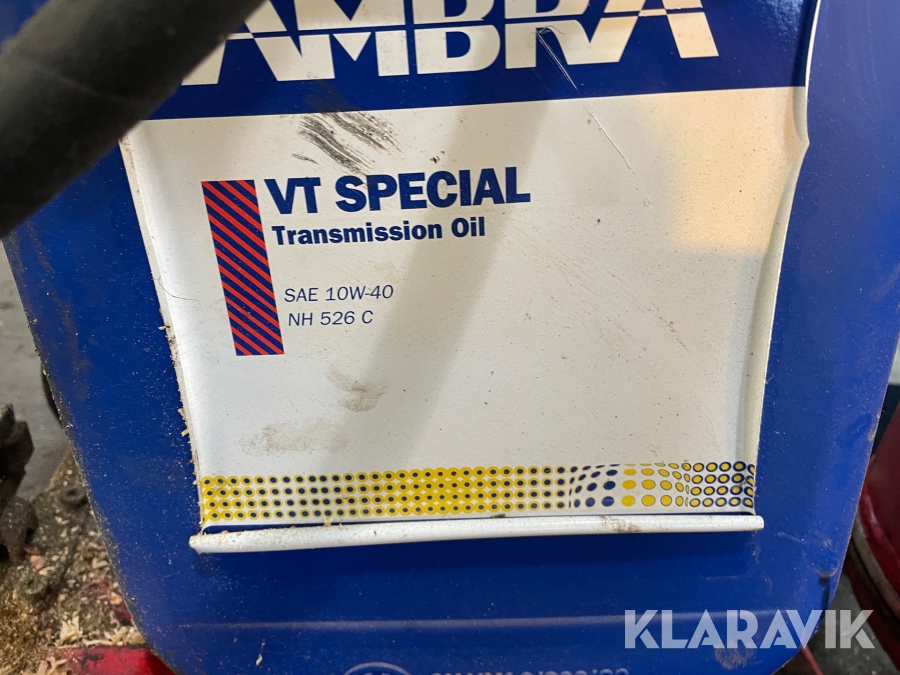 AMBRA
VT SPECIAL
Transmission Oil
SAE 10W-40
NH 526 C
KLARAVIK